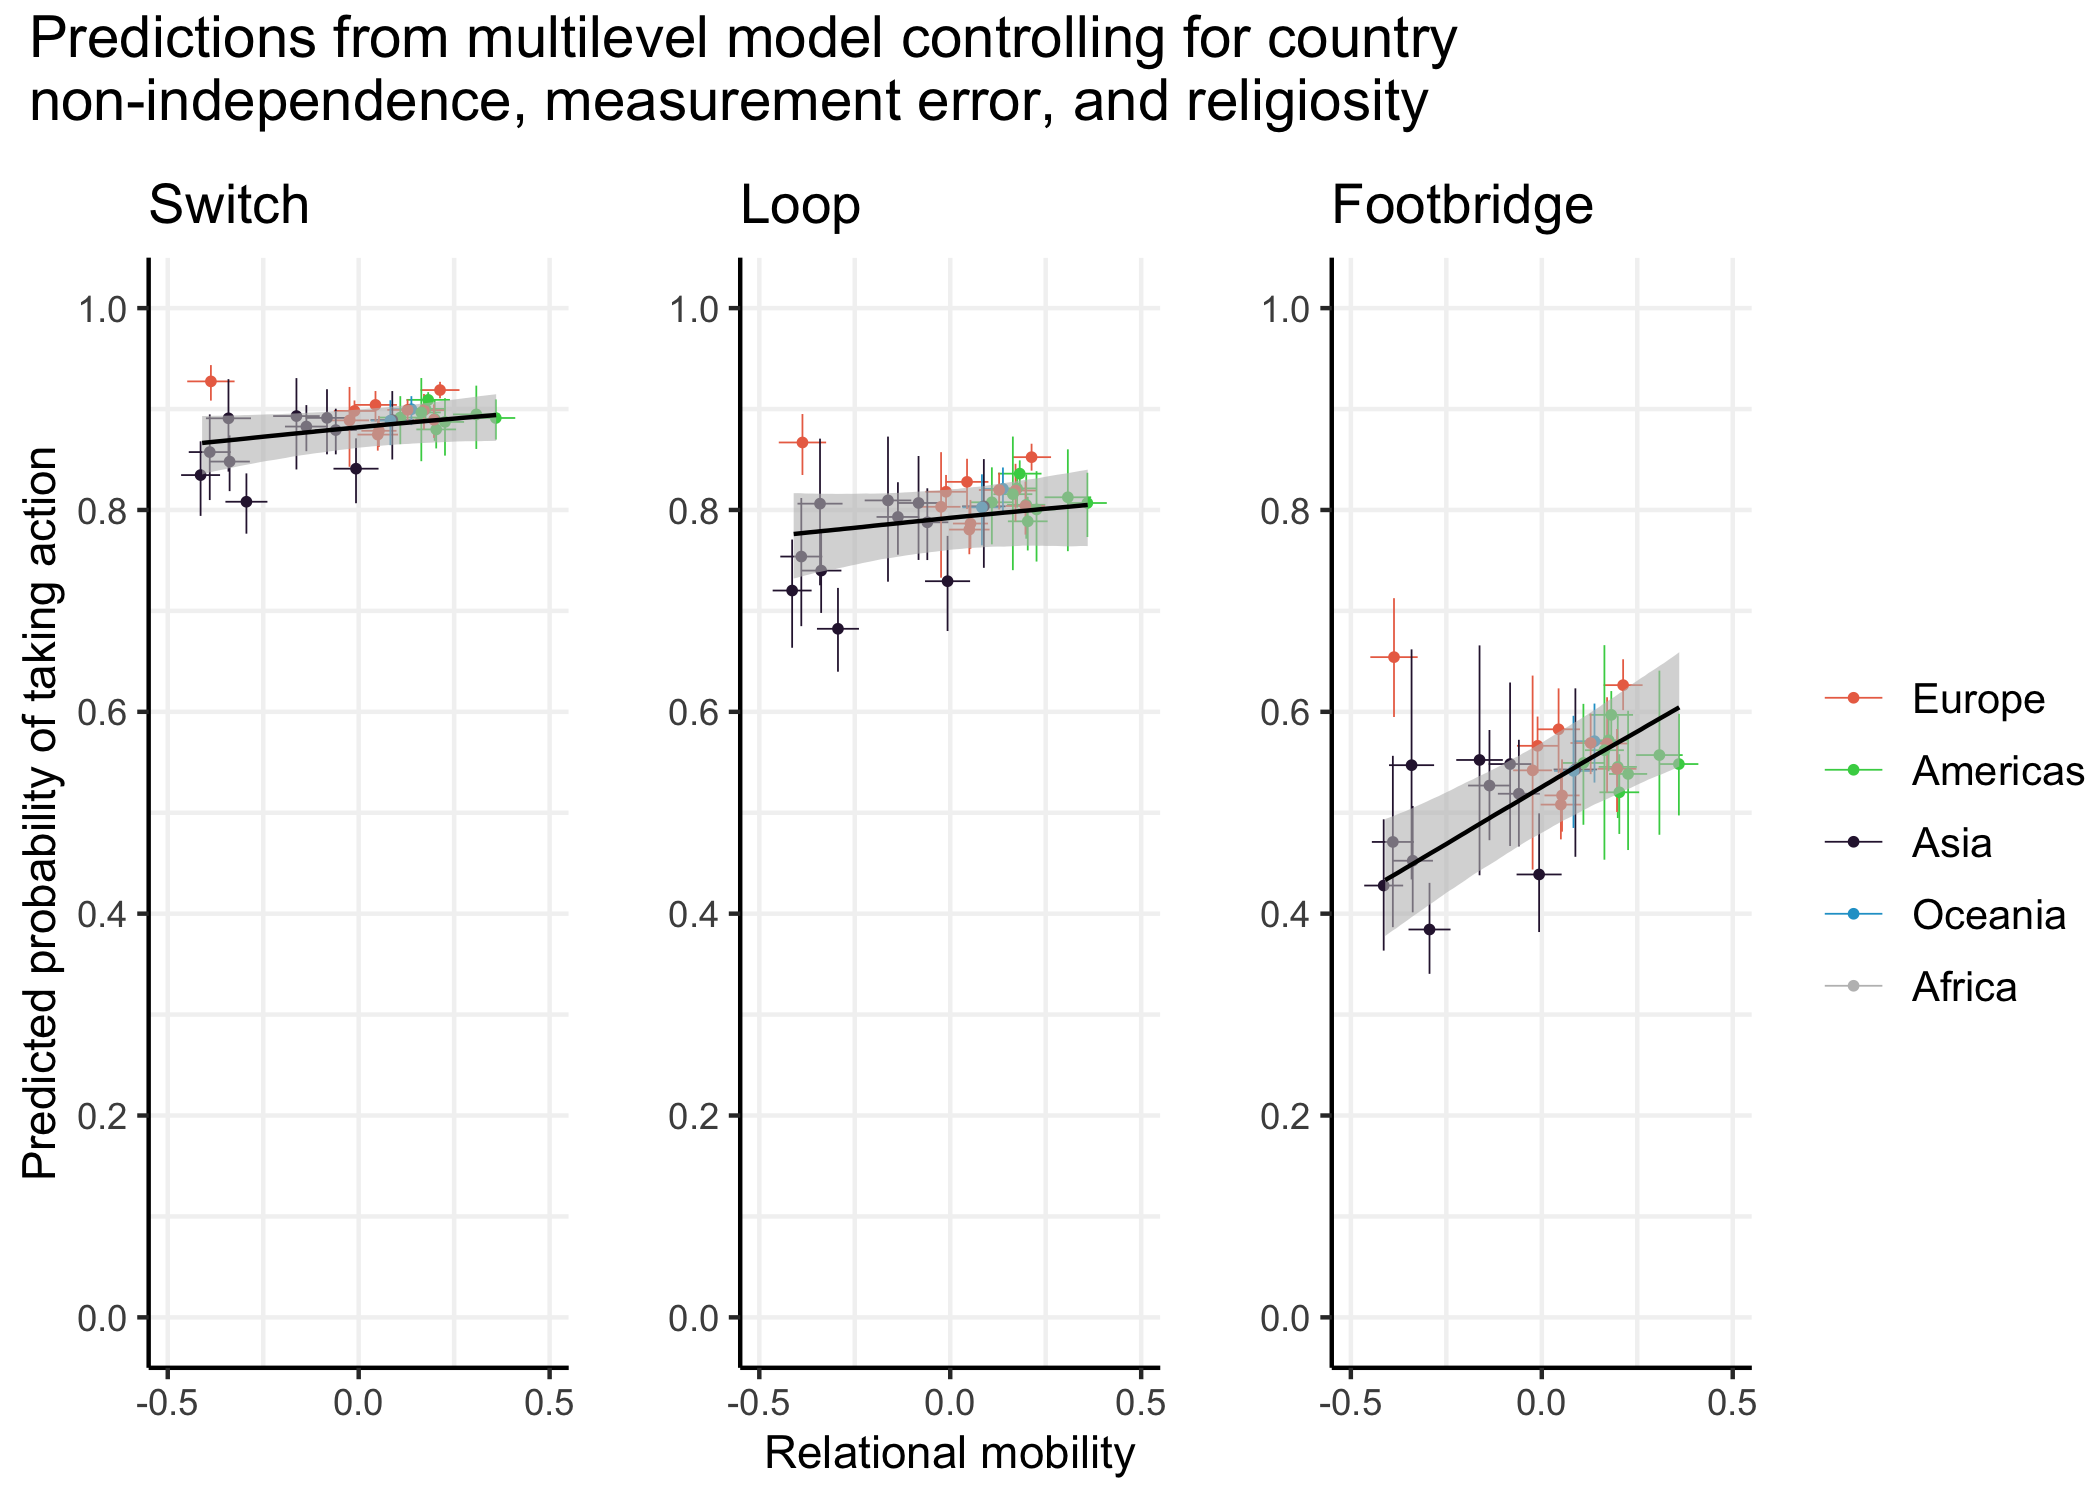 Predictions from multilevel model controlling for country
non-independence, measurement error, and religiosity
Switch
Loop
Footbridge
Predicted probability of taking action
1.0
0.8
0.6
0.4
0.2
0.0
-0.5 0.0 0.5
1.0
0.8
0.6
0.4
0.2
0.0
-0.5 0.0 0.5
1.0
0.8
0.6
0.4
0.2
0.0
-0.5 0.0 0.5
Relational mobility
Europe
Americas
Asia
Oceania
Africa